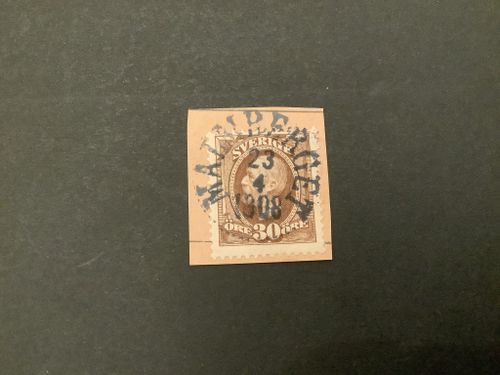 MALMBERGET
SVERIGE
23
4
1908
ÖRE 30 ÖRE